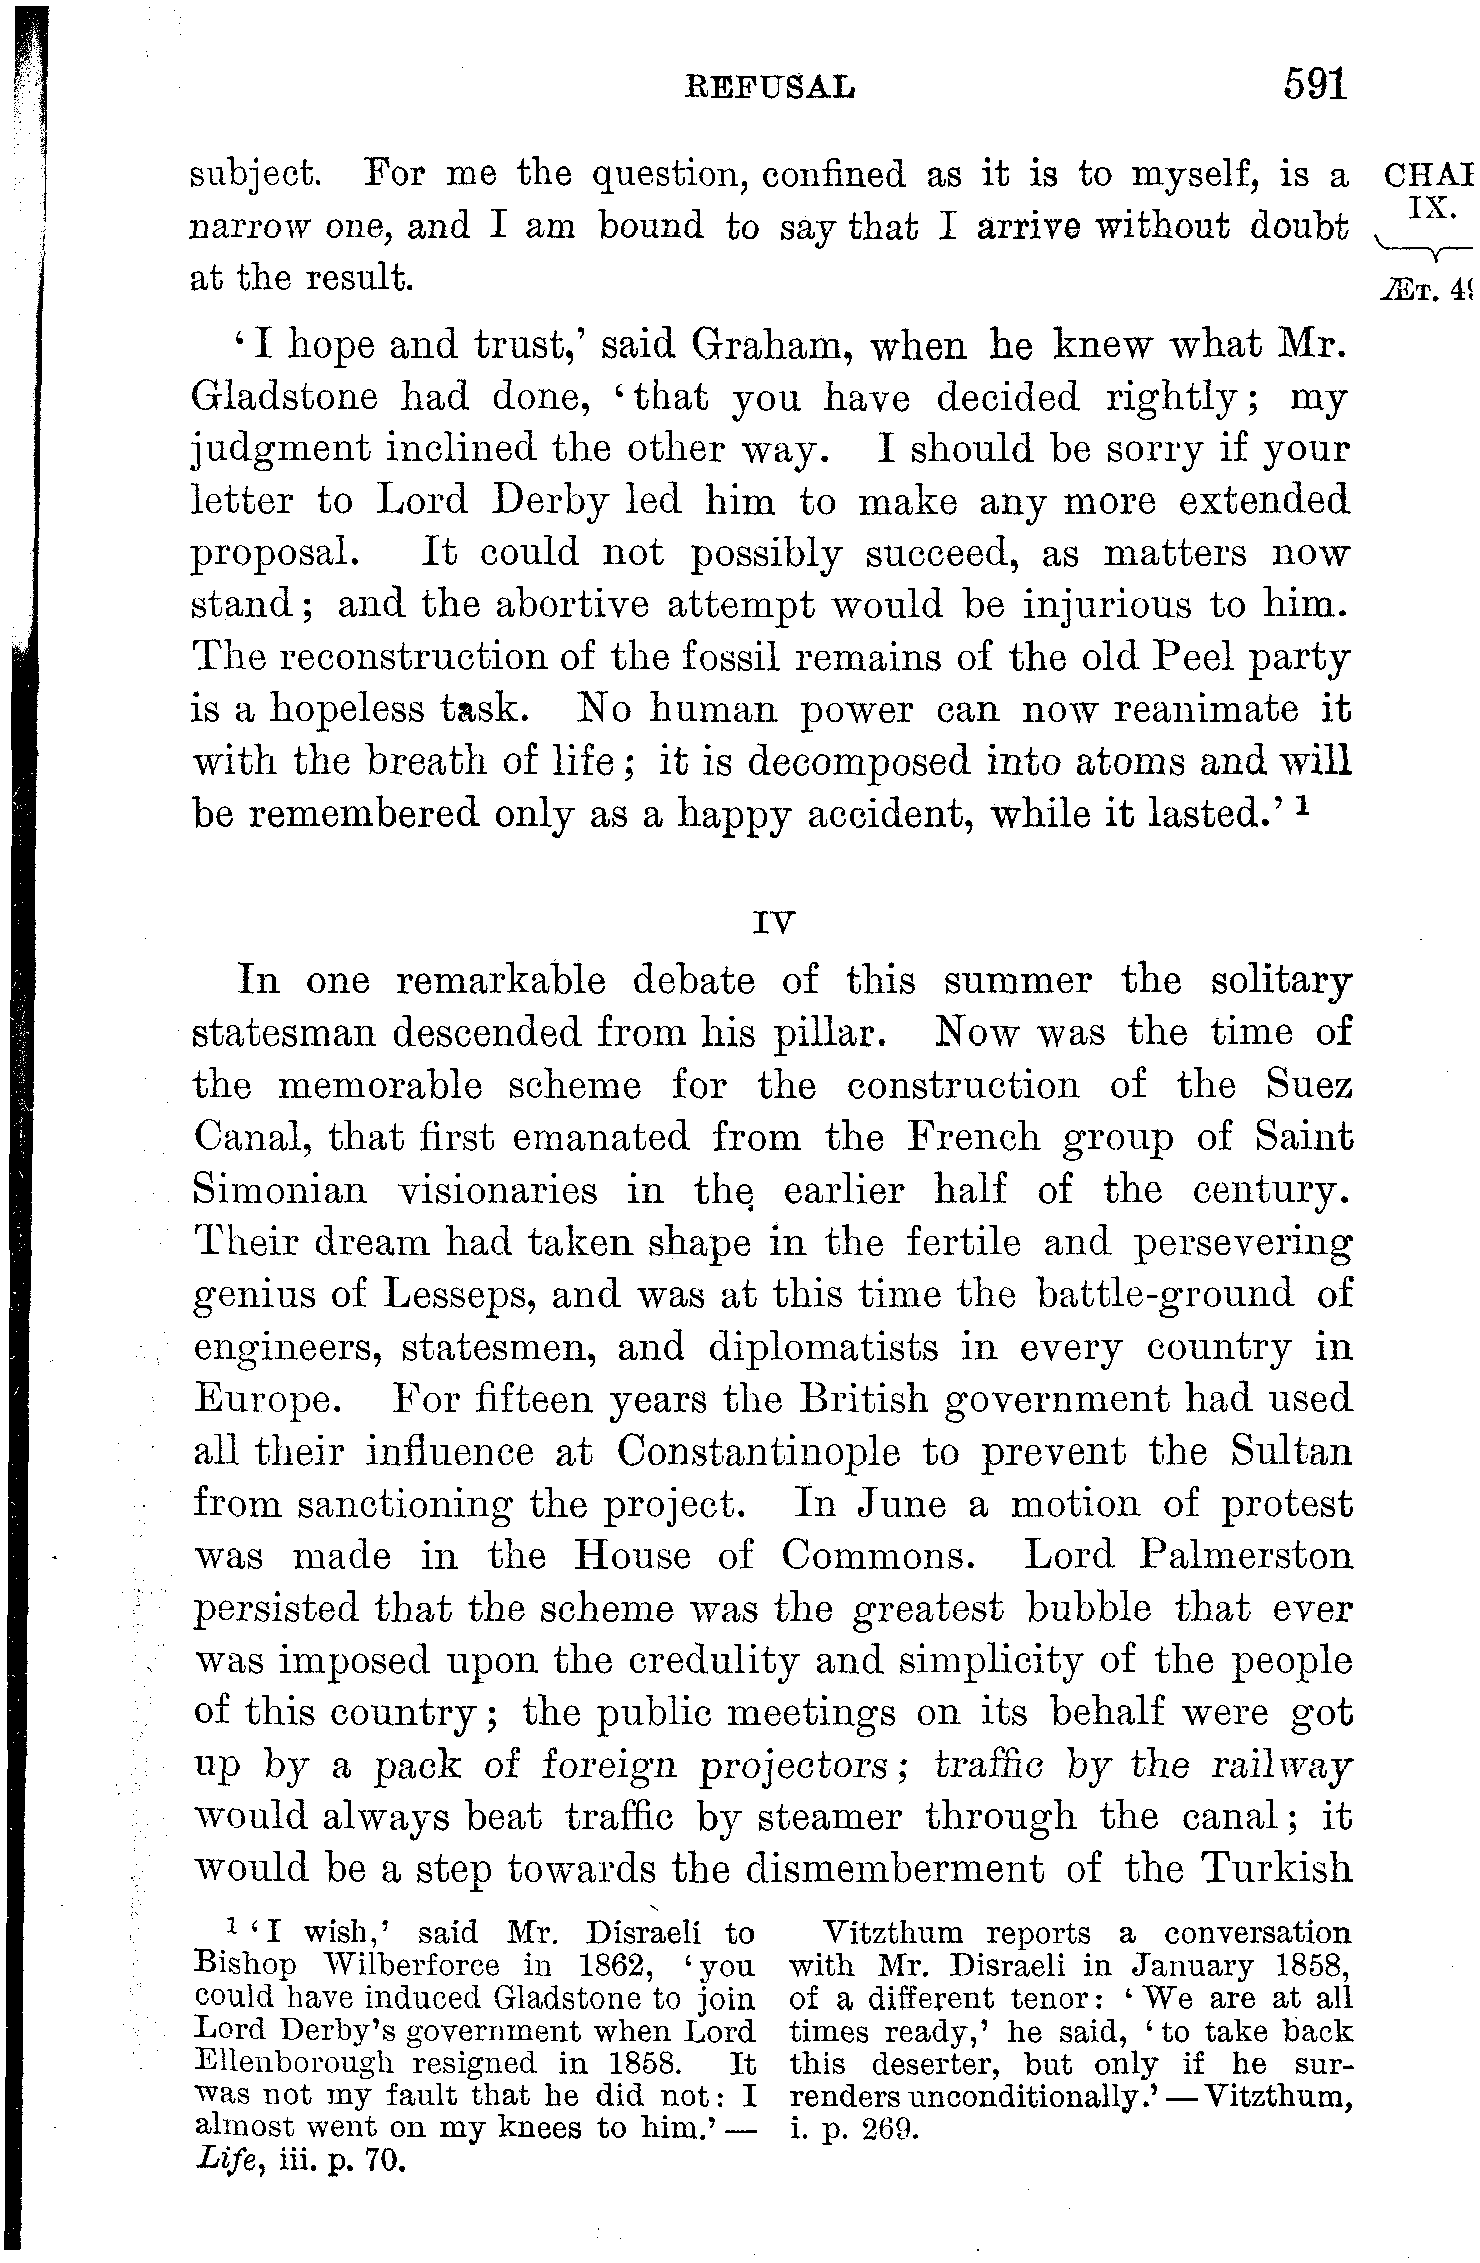 REFUSAL 591
subject. For me the question, confined as it is to myself, is a
narrow one, and I am bound to say that I arrive without doubt
at the result.
CHAP
IX.
ÆT. 49
‘I hope and trust,’ said Graham, when he knew what Mr.
Gladstone had done, ‘that you have decided rightly; my
judgment inclined the other way. I should be sorry if your
letter to Lord Derby led him to make any more extended
proposal. It could not possibly succeed, as matters now
stand; and the abortive attempt would be injurious to him.
The reconstruction of the fossil remains of the old Peel party
is a hopeless task. No human power can now reanimate it
with the breath of life; it is decomposed into atoms and will
be remembered only as a happy accident, while it lasted.’ 1
IV
In one remarkable debate of this summer the solitary
statesman descended from his pillar. Now was the time of
the memorable scheme for the construction of the Suez
Canal, that first emanated from the French group of Saint
Simonian visionaries in the earlier half of the century.
Their dream had taken shape in the fertile and persevering
genius of Lesseps, and was at this time the battle-ground of
engineers, statesmen, and diplomatists in every country in
Europe. For fifteen years the British government had used
all their influence at Constantinople to prevent the Sultan
from sanctioning the project. In June a motion of protest
was made in the House of Commons. Lord Palmerston
persisted that the scheme was the greatest bubble that ever
was imposed upon the credulity and simplicity of the people
of this country; the public meetings on its behalf were got
up by a pack of foreign projectors; traffic by the railway
would always beat traffic by steamer through the canal; it
would be a step towards the dismemberment of the Turkish
1 ‘I wish,’ said Mr. Disraeli to
Bishop Wilberforce in 1862, ‘you
could have induced Gladstone to join
Lord Derby’s government when Lord
Ellenborough resigned in 1858. It
was not my fault that he did not: I
almost went on my knees to him.’—
Life, iii. p. 70.
Vitzthum reports a conversation
with Mr. Disraeli in January 1858,
of a different tenor: ‘We are at all
times ready,’ he said, ‘to take back
this deserter, but only if he sur-
renders unconditionally.’—Vitzthum,
i. p. 269.